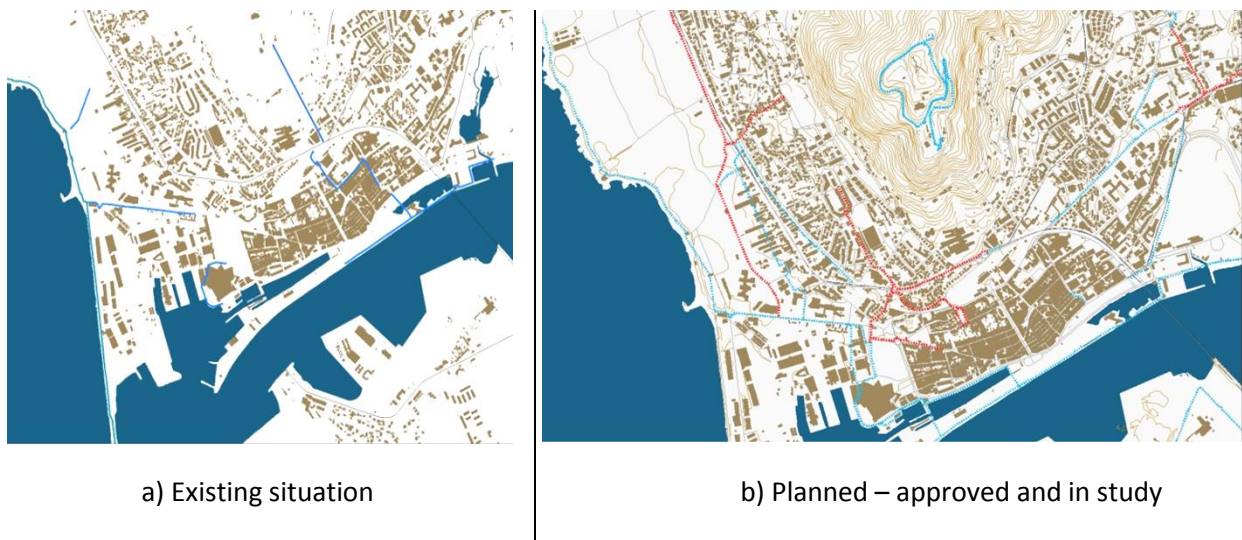 a) Existing situation
b) Planned – approved and in study